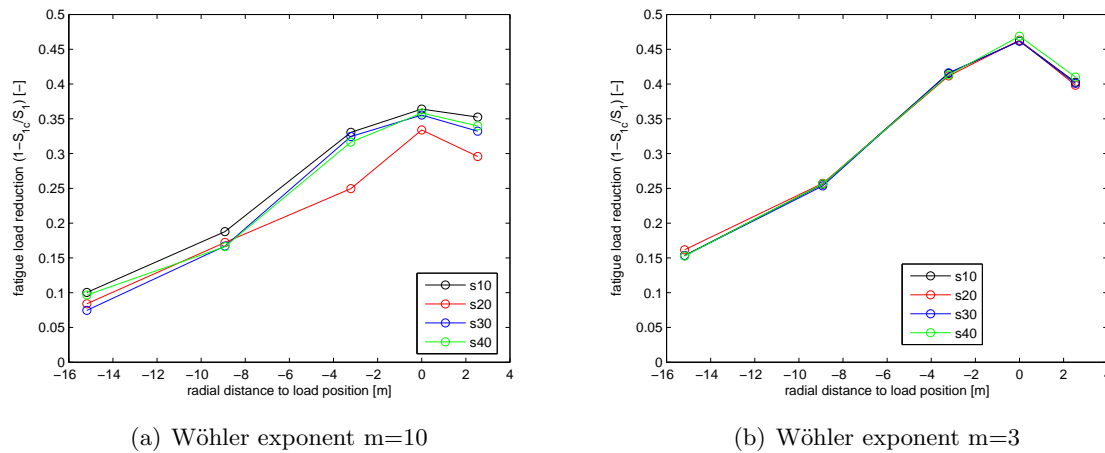 0.5
0.45
0.4
0.35
0.3
0.25
0.2
0.15
0.1
0.05
0
fatigue load reduction (1−S1c/S1) [−]
−16 −14 −12 −10 −8 −6 −4 −2 0 2 4
radial distance to load position [m]
s10
s20
s30
s40
(a) Wöhler exponent m=10
0.5
0.45
0.4
0.35
0.3
0.25
0.2
0.15
0.1
0.05
0
fatigue load reduction (1−S1c/S1) [−]
−16 −14 −12 −10 −8 −6 −4 −2 0 2 4
radial distance to load position [m]
s10
s20
s30
s40
(b) Wöhler exponent m=3